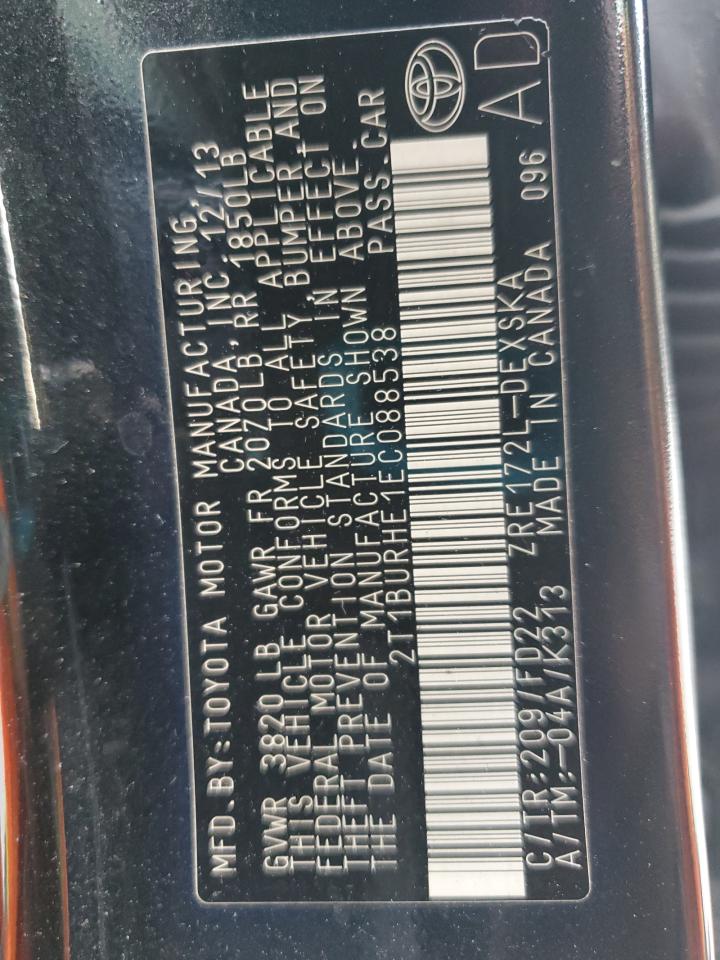 MFD.BY:TOYOTA MOTOR MANUFACTURING
CANADA,INC. 12/13
GVWR 3820 LB GAWR FR 2070LB RR 1850LB
THIS VEHICLE CONFORMS TO ALL APPLICABLE
FEDERAL MOTOR VEHICLE SAFETY, BUMPER,AND
THEFT PREVENTION STANDARDS IN EFFECT ON
THE DATE OF MANUFACTURE SHOWN ABOVE.
2T1BURHE1EC088538 PASS.CAR
C/TR:209/FD22 ZRE172L-DEXSKA
A/TM:-04A/K313 MADE IN CANADA 096
AD